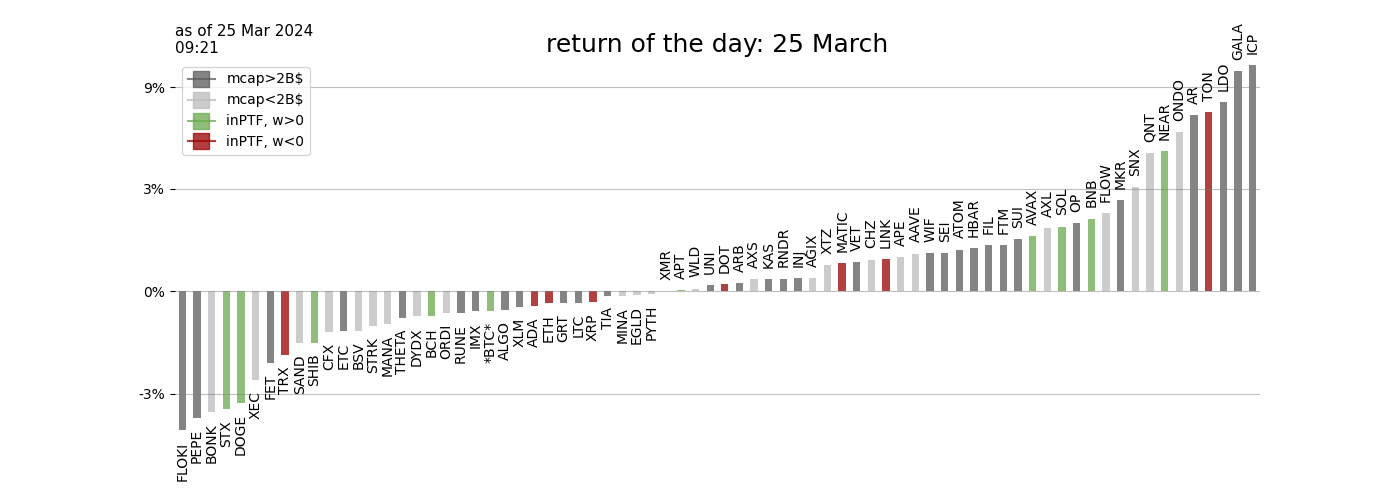 as of 25 Mar 2024
09:21
return of the day: 25 March
mcap>2B$
mcap<2B$
inPTF, w>0
inPTF, w<0
9%
3%
0%
-3%
FLOKI
PEPE
BONK
STX
DOGE
XEC
FET
TRX
SAND
SHIB
CFX
ETC
BSV
STRK
MANA
THETA
DYDX
BCH
ORDI
RUNE
IMX
*BTC*
ALGO
XLM
ADA
ETH
GRT
LTC
XRP
TIA
MINA
EGLD
PYTH
XMR
APT
WLD
UNI
DOT
ARB
AXS
KAS
RNDR
INJ
AGIX
XTZ
MATIC
VET
CHZ
LINK
APE
AAVE
WIF
SEI
ATOM
HBAR
FIL
FTM
SUI
AVAX
AXL
SOL
OP
BNB
FLOW
MKR
SNX
QNT
NEAR
ONDO
AR
TON
LDO
GALA
ICP